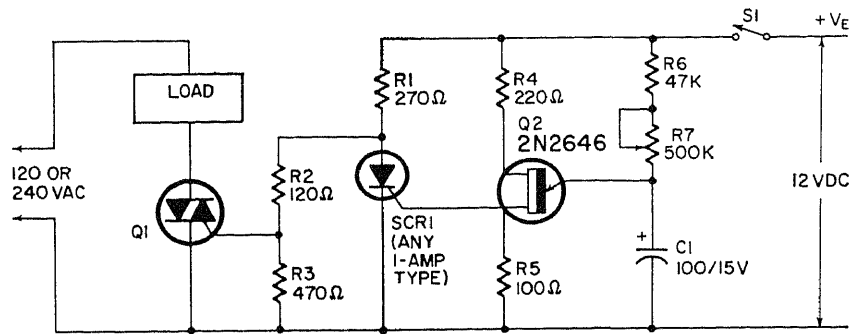 S1
+ VE
R1
270Ω
R4
220Ω
R6
47K
LOAD
Q2
2N2646
R7
500K
120 OR
240 VAC
R2
120Ω
12 VDC
Q1
SCR1
(ANY
1-AMP
TYPE)
+
C1
100/15V
R3
470Ω
R5
100Ω